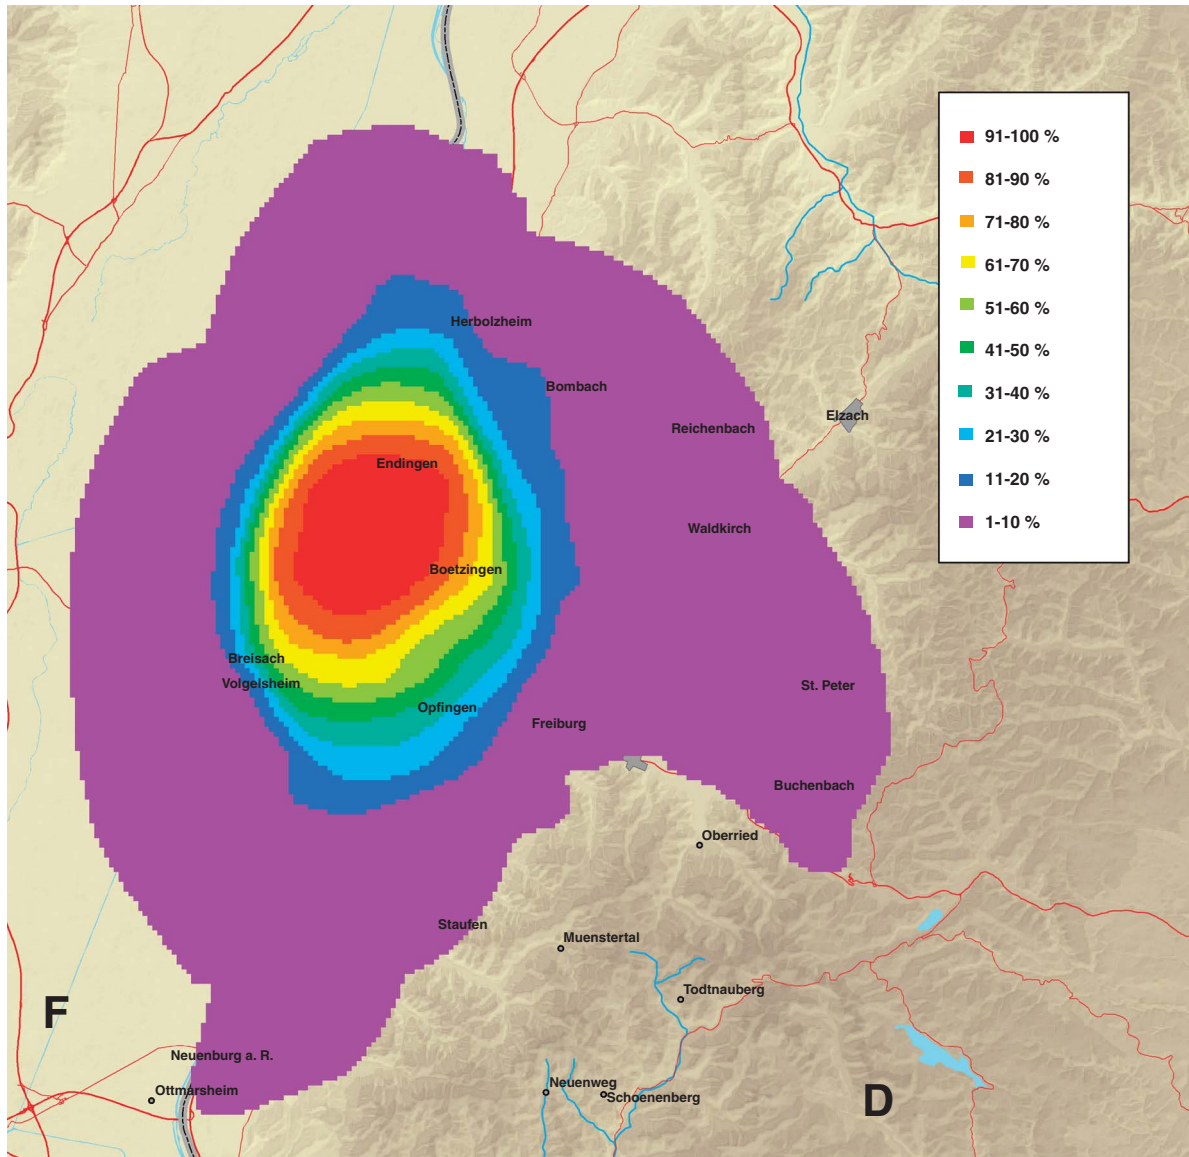 91-100 %
81-90 %
71-80 %
61-70 %
51-60 %
41-50 %
31-40 %
21-30 %
11-20 %
1-10 %
Herbolzheim
Bombach
Elzach
Reichenbach
Endingen
Waldkirch
Boetzingen
Breisach
Volgelsheim
St. Peter
Opfingen
Freiburg
Buchenbach
Oberried
Staufen
Muenstertal
Todtnauberg
F
Neuenburg a. R.
Ottmarsheim
Neuenweg
Schoenenberg
D